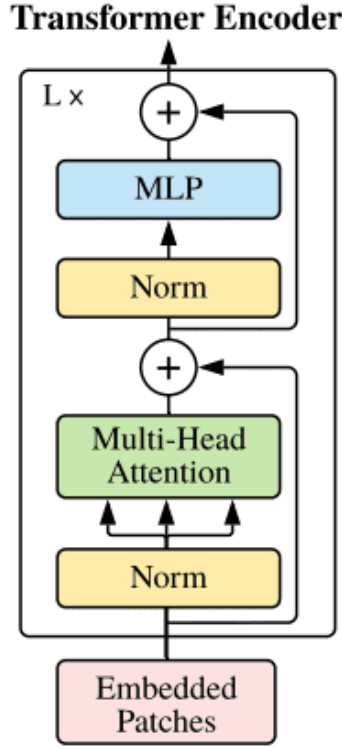 Transformer Encoder
L ×
+
MLP
Norm
+
Multi-Head
Attention
Norm
Embedded
Patches